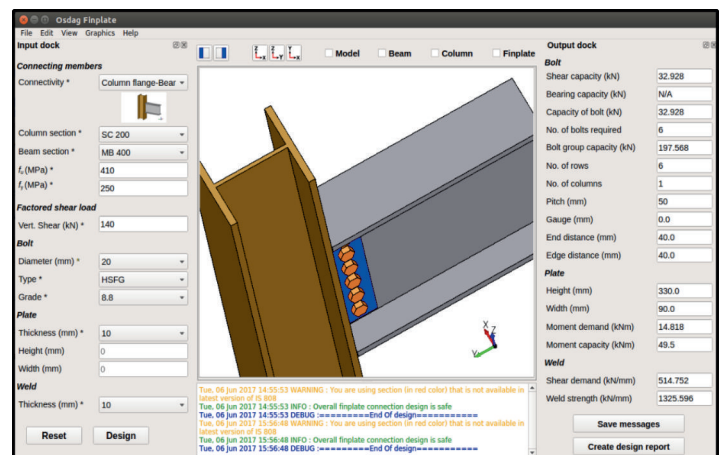 Osdag Finplate
File Edit View Graphics Help
Input dock
Connecting members
Connectivity * Column flange-Bear
Column section * SC 200
Beam section * MB 400
fu (MPa) * 410
fy (MPa) * 250
Factored shear load
Vert. Shear (kN) * 140
Bolt
Diameter (mm) * 20
Type * HSFG
Grade * 8.8
Plate
Thickness (mm) * 10
Height (mm) 0
Width (mm) 0
Weld
Thickness (mm) * 10
Reset Design
Model Beam Column Finplate
Z X Z Y Y X
X Z Y
Tue, 06 Jun 2017 14:55:53 WARNING : You are using section (in red color) that is not available in
latest version of IS 808
Tue, 06 Jun 2017 14:55:53 INFO : Overall finplate connection design is safe
Tue, 06 Jun 2017 14:55:53 DEBUG :=========End Of design===========
Tue, 06 Jun 2017 15:56:48 WARNING : You are using section (in red color) that is not available in
latest version of IS 808
Tue, 06 Jun 2017 15:56:48 INFO : Overall finplate connection design is safe
Tue, 06 Jun 2017 15:56:48 DEBUG :=========End Of design===========
Output dock
Bolt
Shear capacity (kN) 32.928
Bearing capacity (kN) N/A
Capacity of bolt (kN) 32.928
No. of bolts required 6
Bolt group capacity (kN) 197.568
No. of rows 6
No. of columns 1
Pitch (mm) 50
Gauge (mm) 0.0
End distance (mm) 40.0
Edge distance (mm) 40.0
Plate
Height (mm) 330.0
Width (mm) 90.0
Moment demand (kNm) 14.818
Moment capacity (kNm) 49.5
Weld
Shear demand (kN/mm) 514.752
Weld strength (kN/mm) 1325.596
Save messages
Create design report